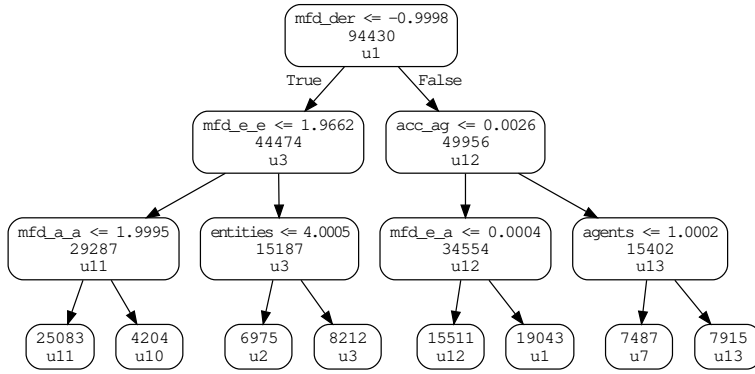 mfd_der <= -0.9998
94430
u1
True
False
mfd_e_e <= 1.9662
44474
u3
acc_ag <= 0.0026
49956
u12
mfd_a_a <= 1.9995
29287
u11
entities <= 4.0005
15187
u3
mfd_e_a <= 0.0004
34554
u12
agents <= 1.0002
15402
u13
25083
u11
4204
u10
6975
u2
8212
u3
15511
u12
19043
u1
7487
u7
7915
u13